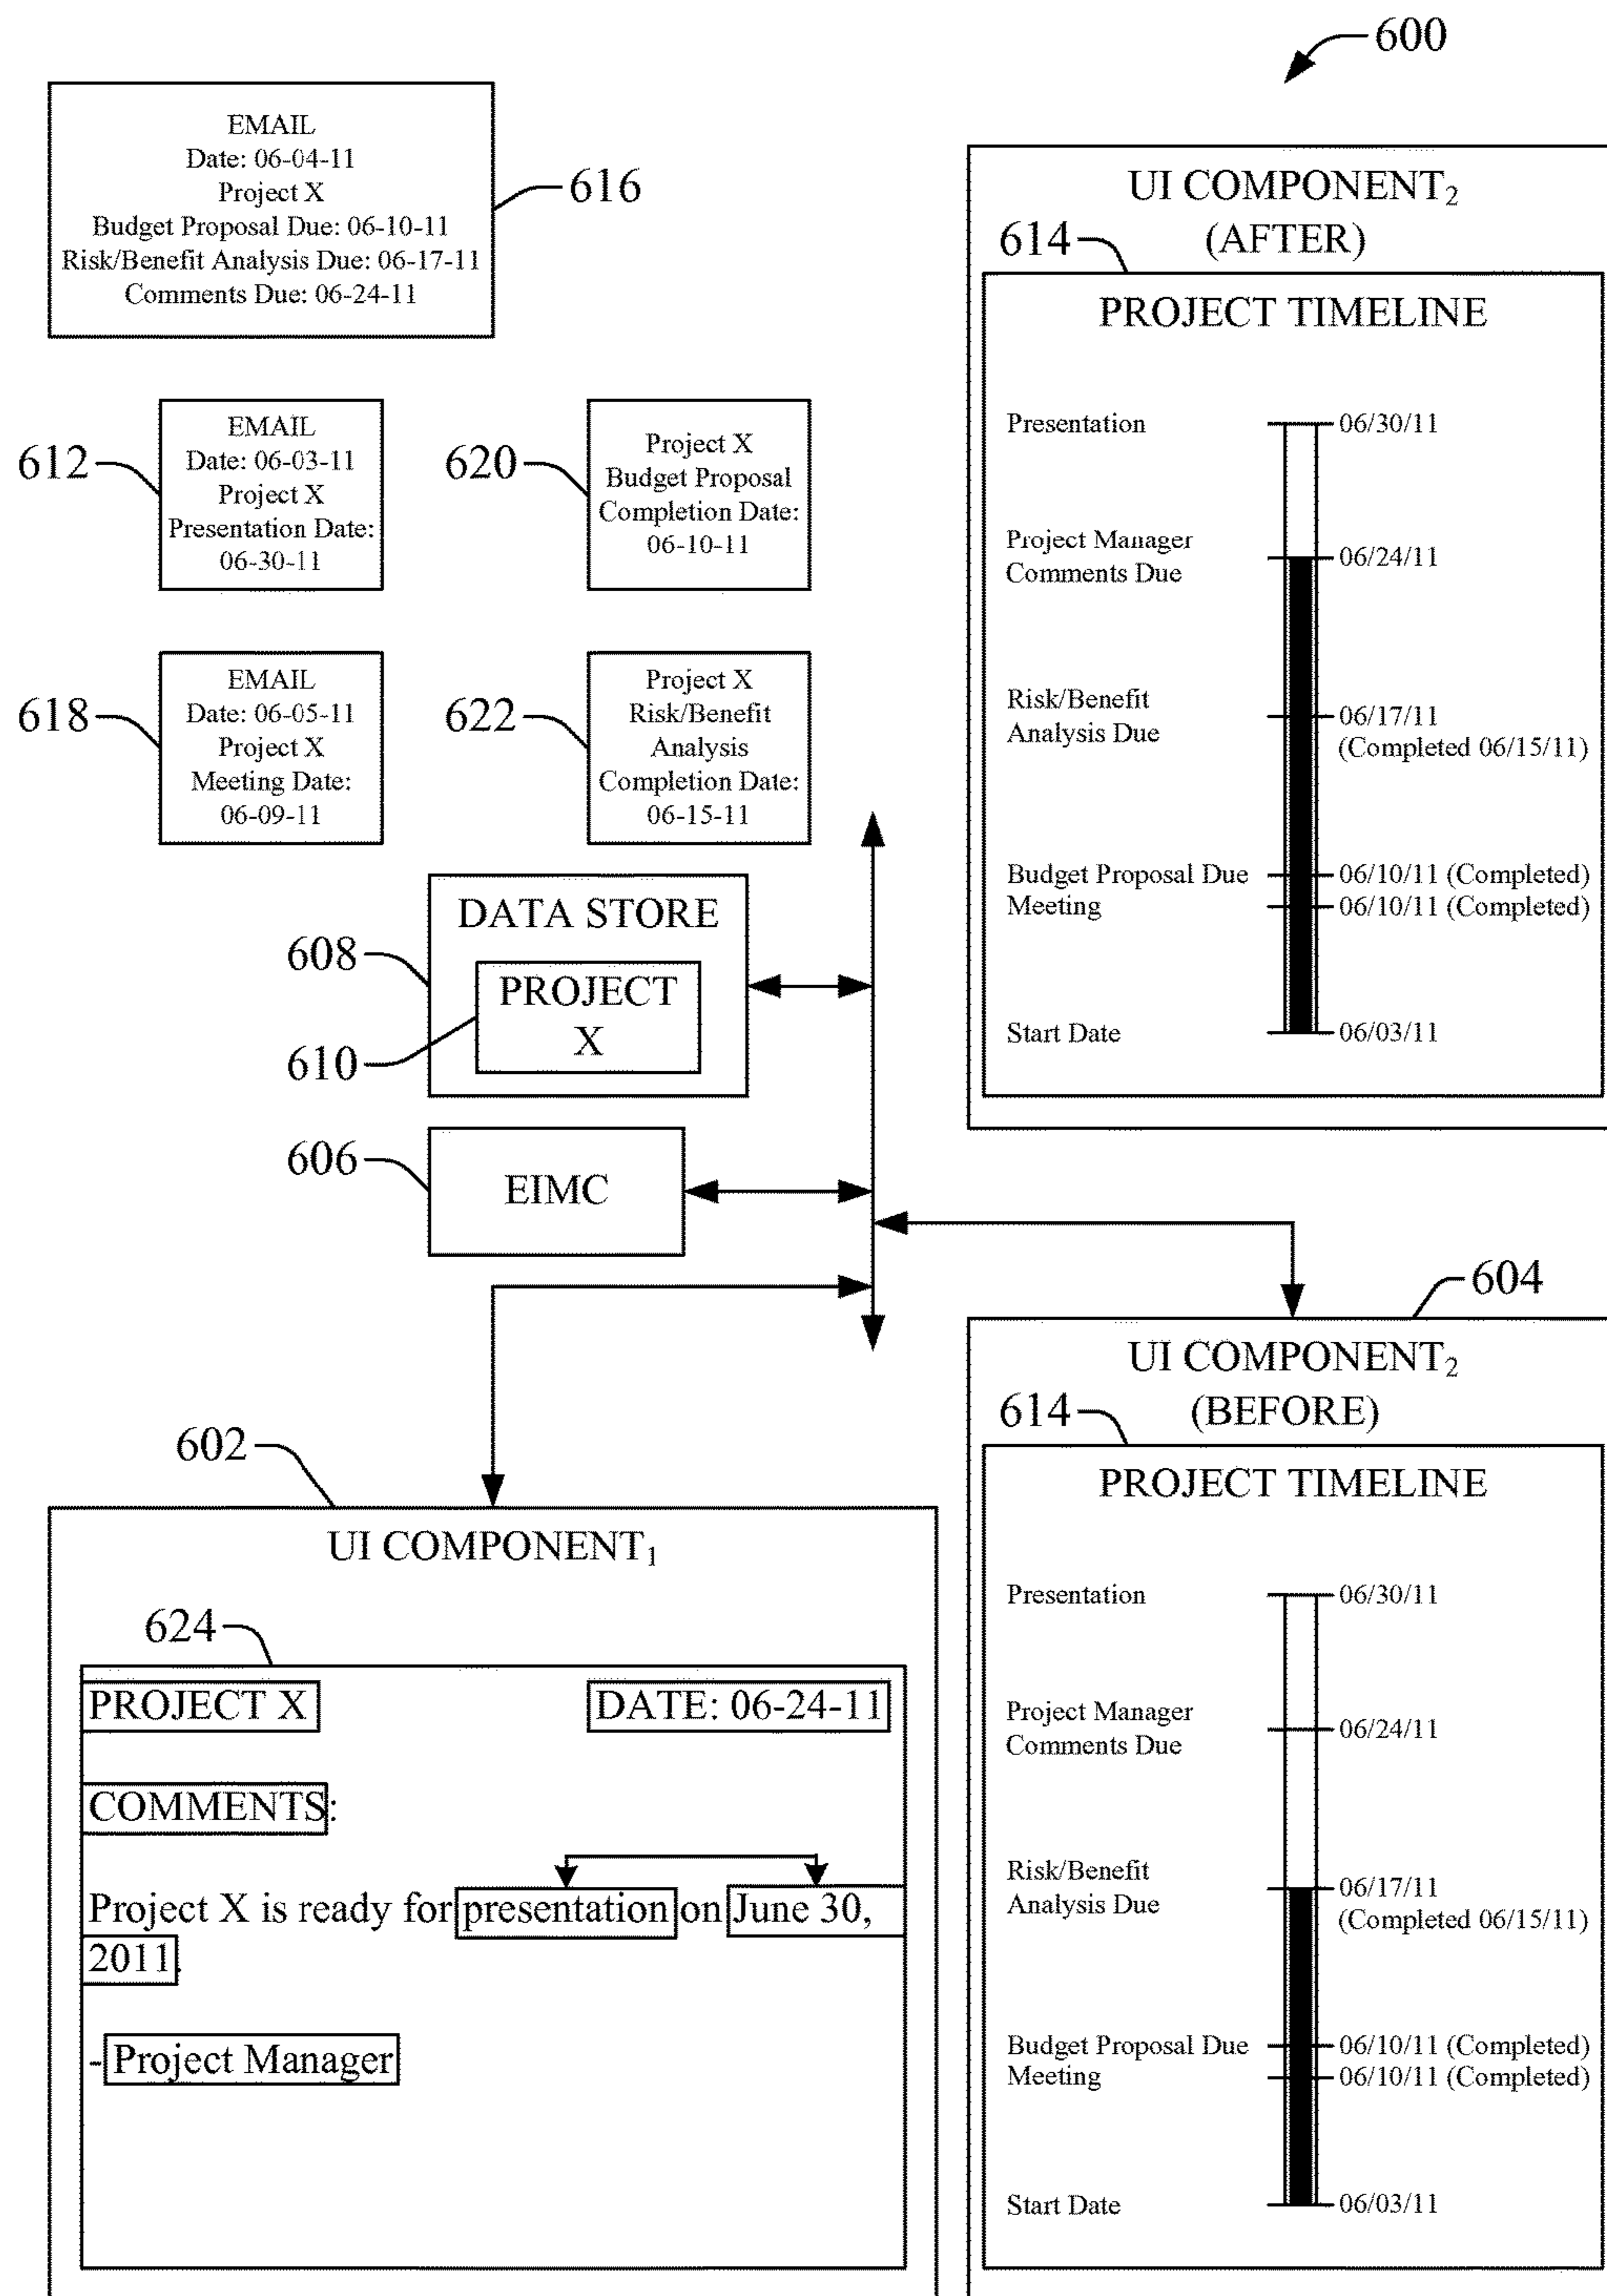 600
EMAIL
Date: 06-04-11
Project X
Budget Proposal Due: 06-10-11
Risk/Benefit Analysis Due: 06-17-11
Comments Due: 06-24-11
616
612
EMAIL
Date: 06-03-11
Project X
Presentation Date:
06-30-11
620
Project X
Budget Proposal
Completion Date:
06-10-11
618
EMAIL
Date: 06-05-11
Project X
Meeting Date:
06-09-11
622
Project X
Risk/Benefit
Analysis
Completion Date:
06-15-11
608
DATA STORE
610
PROJECT
X
606
EIMC
UI COMPONENT₂
(AFTER)
614
PROJECT TIMELINE
Presentation 06/30/11
Project Manager
Comments Due 06/24/11
Risk/Benefit
Analysis Due 06/17/11
(Completed 06/15/11)
Budget Proposal Due 06/10/11 (Completed)
Meeting 06/10/11 (Completed)
Start Date 06/03/11
604
UI COMPONENT₂
(BEFORE)
614
PROJECT TIMELINE
Presentation 06/30/11
Project Manager
Comments Due 06/24/11
Risk/Benefit
Analysis Due 06/17/11
(Completed 06/15/11)
Budget Proposal Due 06/10/11 (Completed)
Meeting 06/10/11 (Completed)
Start Date 06/03/11
602
UI COMPONENT₁
624
PROJECT X DATE: 06-24-11
COMMENTS:
Project X is ready for presentation on June 30,
2011.
- Project Manager